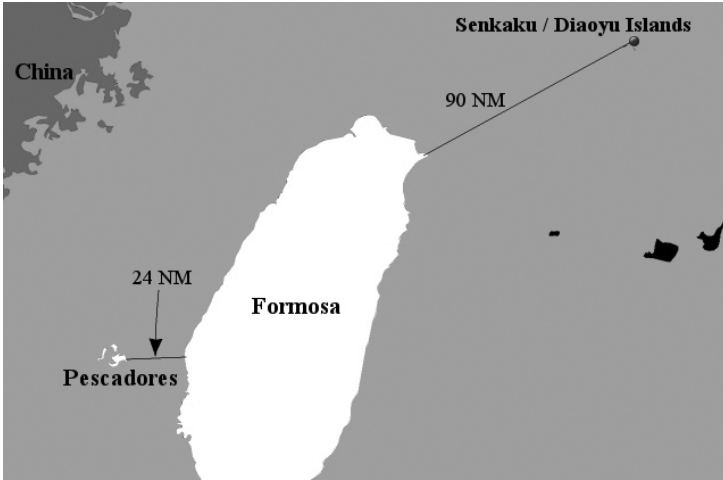 Senkaku / Diaoyu Islands
China
90 NM
24 NM
Formosa
Pescadores